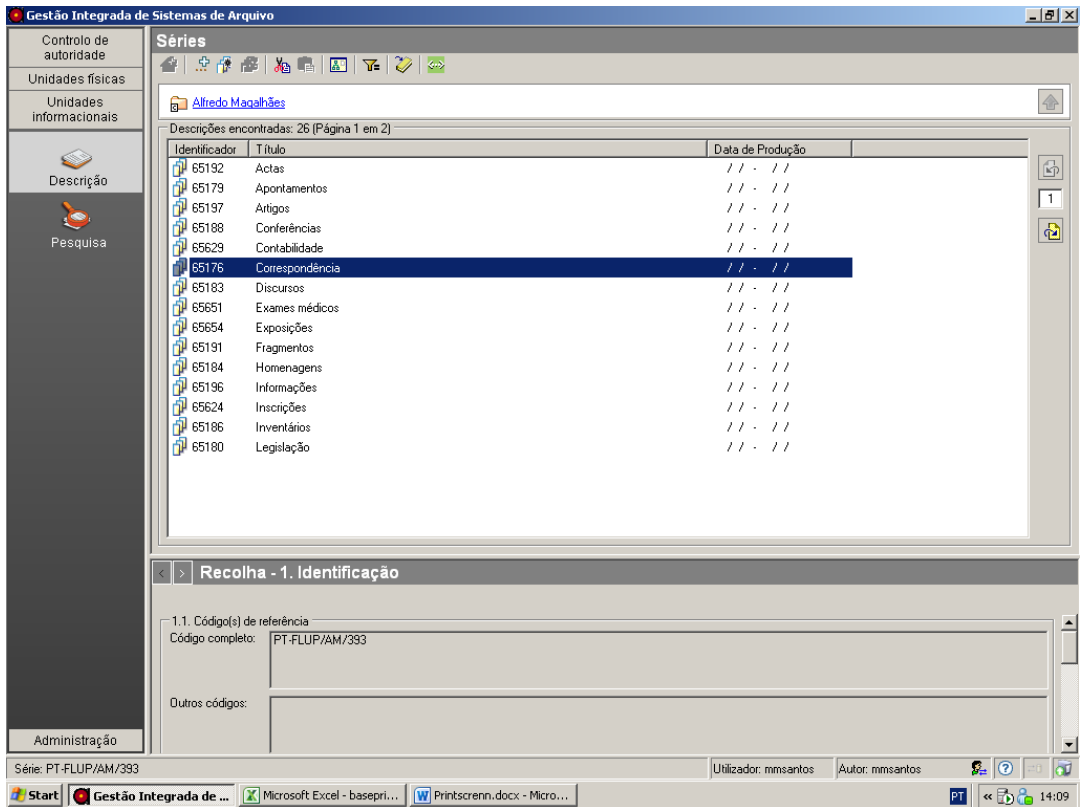 Gestão Integrada de Sistemas de Arquivo
Controlo de
autoridade
Unidades físicas
Unidades
informacionais
Descrição
Pesquisa
Administração
Séries
Alfredo Magalhães
Descrições encontradas: 26 (Página 1 em 2)
Identificador Título Data de Produção
65192 Actas / / - / /
65179 Apontamentos / / - / /
65197 Artigos / / - / /
65188 Conferências / / - / /
65629 Contabilidade / / - / /
65176 Correspondência / / - / /
65183 Discursos / / - / /
65651 Exames médicos / / - / /
65654 Exposições / / - / /
65191 Fragmentos / / - / /
65184 Homenagens / / - / /
65196 Informações / / - / /
65624 Inscrições / / - / /
65186 Inventários / / - / /
65180 Legislação / / - / /
1
< > Recolha - 1. Identificação
1.1. Código(s) de referência
Código completo: PT-FLUP/AM/393
Outros códigos:
Série: PT-FLUP/AM/393 Utilizador: mmsantos Autor: mmsantos
Start Gestão Integrada de ... Microsoft Excel - basepri... Printscrenn.docx - Micro... PT « 14:09